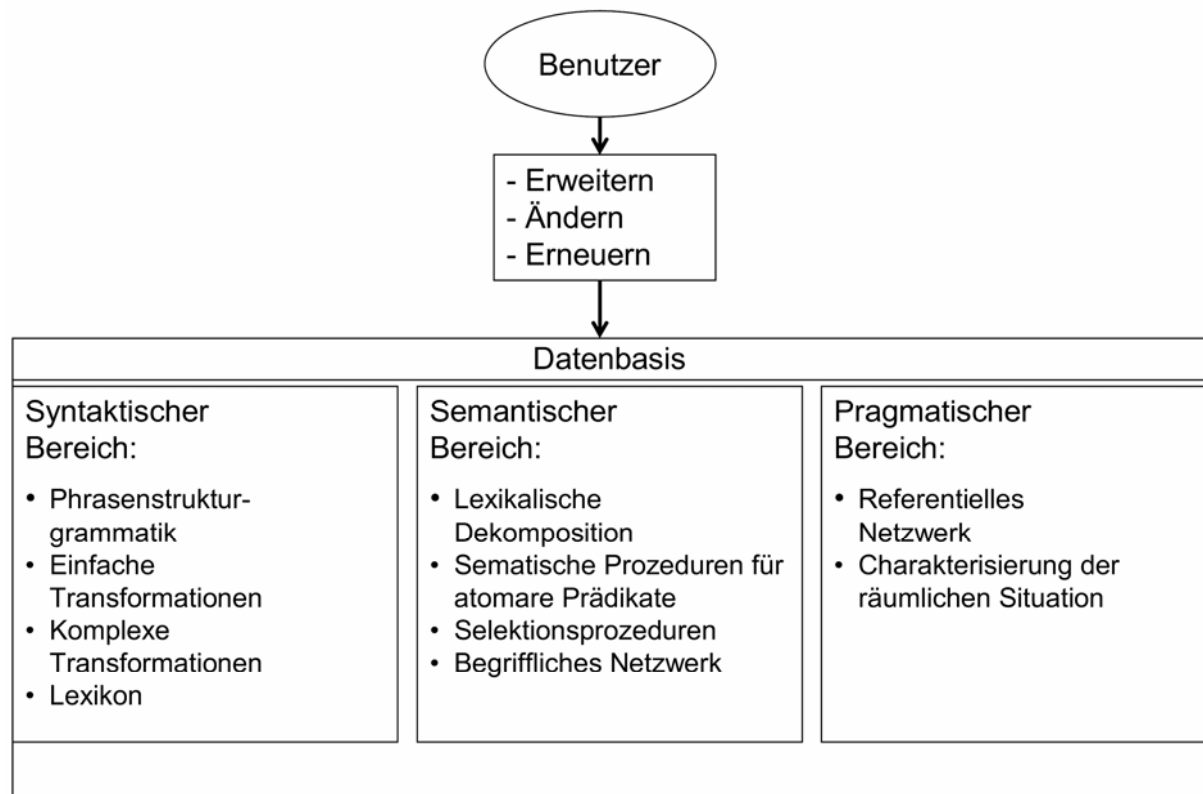 Benutzer
- Erweitern
- Ändern
- Erneuern
Datenbasis
Syntaktischer
Bereich:
• Phrasenstruktur-
grammatik
• Einfache
Transformationen
• Komplexe
Transformationen
• Lexikon
Semantischer
Bereich:
• Lexikalische
Dekomposition
• Sematische Prozeduren für
atomare Prädikate
• Selektionsprozeduren
• Begriffliches Netzwerk
Pragmatischer
Bereich:
• Referentielles
Netzwerk
• Charakterisierung der
räumlichen Situation